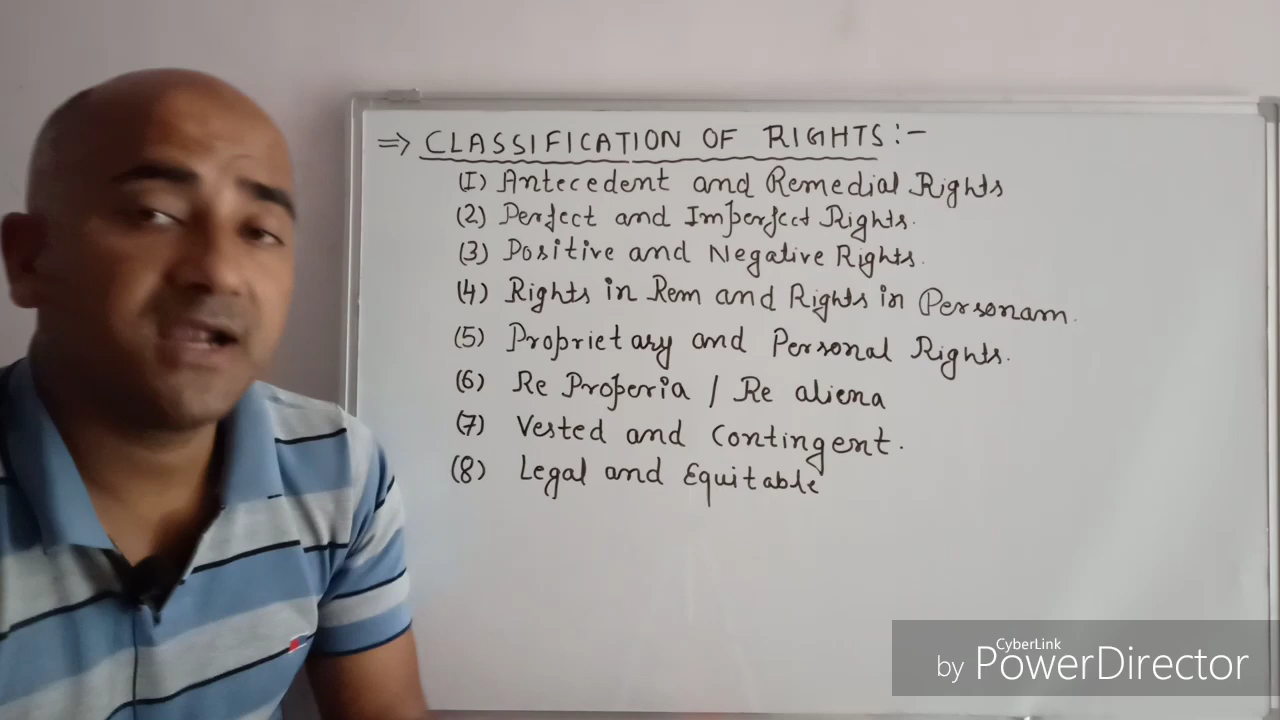 ⇒ CLASSIFICATION OF RIGHTS:-
(1) Antecedent and Remedial Rights
(2) Perfect and Imperfect Rights.
(3) Positive and Negative Rights.
(4) Rights in Rem and Rights in Personam.
(5) Proprietary and Personal Rights.
(6) Re Properia / Re aliena
(7) Vested and Contingent.
(8) Legal and Equitable
CyberLink
by PowerDirector